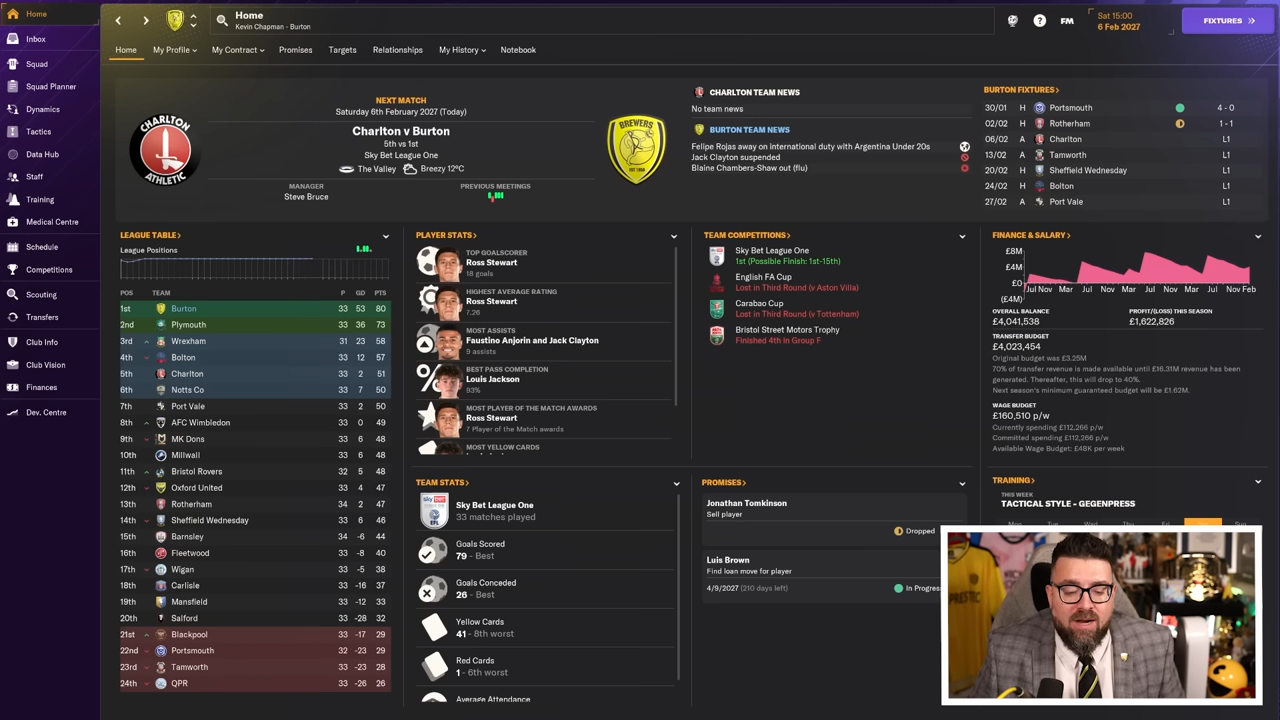 Home
Inbox
Squad
Squad Planner
Dynamics
Tactics
Data Hub
Staff
Training
Medical Centre
Schedule
Competitions
Scouting
Transfers
Club Info
Club Vision
Finances
Dev. Centre
Home
Kevin Chapman - Burton
FM
Sat 15:00
6 Feb 2027
FIXTURES
Home
My Profile
My Contract
Promises
Targets
Relationships
My History
Notebook
CHARLTON
ATHLETIC
NEXT MATCH
Saturday 6th February 2027 (Today)
Charlton v Burton
5th vs 1st
Sky Bet League One
The Valley
Breezy 12°C
MANAGER
Steve Bruce
PREVIOUS MEETINGS
BREWERS
CHARLTON TEAM NEWS
No team news
BURTON TEAM NEWS
Felipe Rojas away on international duty with Argentina Under 20s
Jack Clayton suspended
Blaine Chambers-Shaw out (flu)
BURTON FIXTURES
30/01 H Portsmouth 4 - 0
02/02 H Rotherham 1 - 1
06/02 A Charlton L1
13/02 A Tamworth L1
20/02 H Sheffield Wednesday L1
24/02 H Bolton L1
27/02 A Port Vale L1
LEAGUE TABLE
League Positions
POS TEAM P GD PTS
1st Burton 33 53 80
2nd Plymouth 33 36 73
3rd Wrexham 31 23 58
4th Bolton 33 12 57
5th Charlton 33 2 51
6th Notts Co 33 7 50
7th Port Vale 33 2 50
8th AFC Wimbledon 33 0 49
9th MK Dons 33 0 48
10th Millwall 33 6 48
11th Bristol Rovers 32 5 48
12th Oxford United 33 4 47
13th Rotherham 34 2 47
14th Sheffield Wednesday 33 6 46
15th Barnsley 34 -6 44
16th Fleetwood 33 -8 40
17th Wigan 33 -5 38
18th Carlisle 33 -16 37
19th Mansfield 33 -12 33
20th Salford 33 -28 32
21st Blackpool 33 -17 29
22nd Portsmouth 32 -23 29
23rd Tamworth 33 -23 28
24th QPR 33 -26 26
PLAYER STATS
TOP GOALSCORER
Ross Stewart
18 goals
HIGHEST AVERAGE RATING
Ross Stewart
7.26
MOST ASSISTS
Faustino Anjorin and Jack Clayton
9 assists
BEST PASS COMPLETION
Louis Jackson
93%
MOST PLAYER OF THE MATCH AWARDS
Ross Stewart
7 Player of the Match awards
MOST YELLOW CARDS
TEAM STATS
sky bet
EFL
Sky Bet League One
33 matches played
Goals Scored
79 - Best
Goals Conceded
26 - Best
Yellow Cards
41 - 8th worst
Red Cards
1 - 6th worst
Average Attendance
TEAM COMPETITIONS
Sky Bet League One
1st (Possible Finish: 1st-15th)
English FA Cup
Lost in Third Round (v Aston Villa)
Carabao Cup
Lost in Third Round (v Tottenham)
Bristol Street Motors Trophy
Finished 4th in Group F
PROMISES
Jonathan Tomkinson
Sell player
Dropped
Luis Brown
Find loan move for player
4/9/2027 (210 days left)
In Progres
FINANCE & SALARY
£8M
£4M
£0
(£4M)
Jul Nov Mar Jul Nov Mar Jul Nov Mar Jul Nov Feb
OVERALL BALANCE
£4,041,538
PROFIT/(LOSS) THIS SEASON
£1,622,826
TRANSFER BUDGET
£4,023,454
Original budget was £3.25M
70% of transfer revenue is made available until £16.31M revenue has been
generated. Thereafter, this will drop to 40%.
Next season's minimum guaranteed budget will be £1.62M.
WAGE BUDGET
£160,510 p/w
Currently spending £112,266 p/w
Committed spending £112,266 p/w
Available Wage Budget: £48K per week
TRAINING
THIS WEEK
TACTICAL STYLE - GEGENPRESS
Mon Tue Wed Thu Fri Sun